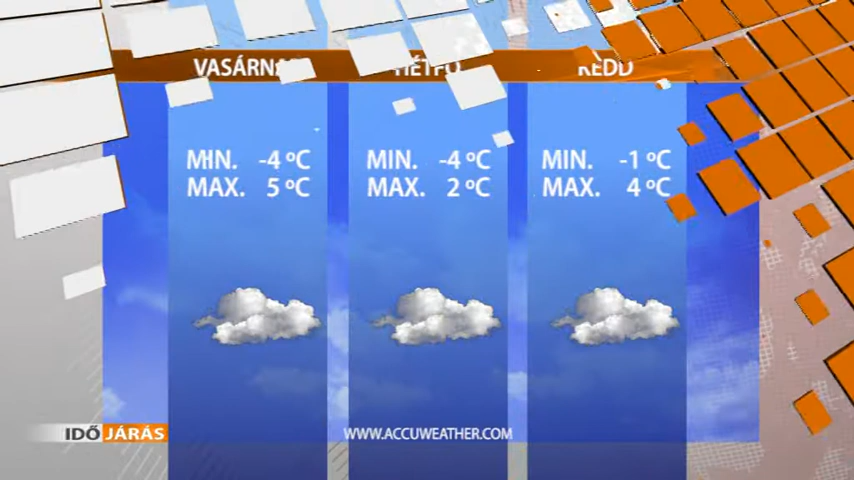 VASÁRNAP HÉTFŐ KEDD
MIN. -4 ºC MIN. -4 ºC MIN. -1 ºC
MAX. 5 ºC MAX. 2 ºC MAX. 4 ºC
IDŐJÁRÁS WWW.ACCUWEATHER.COM